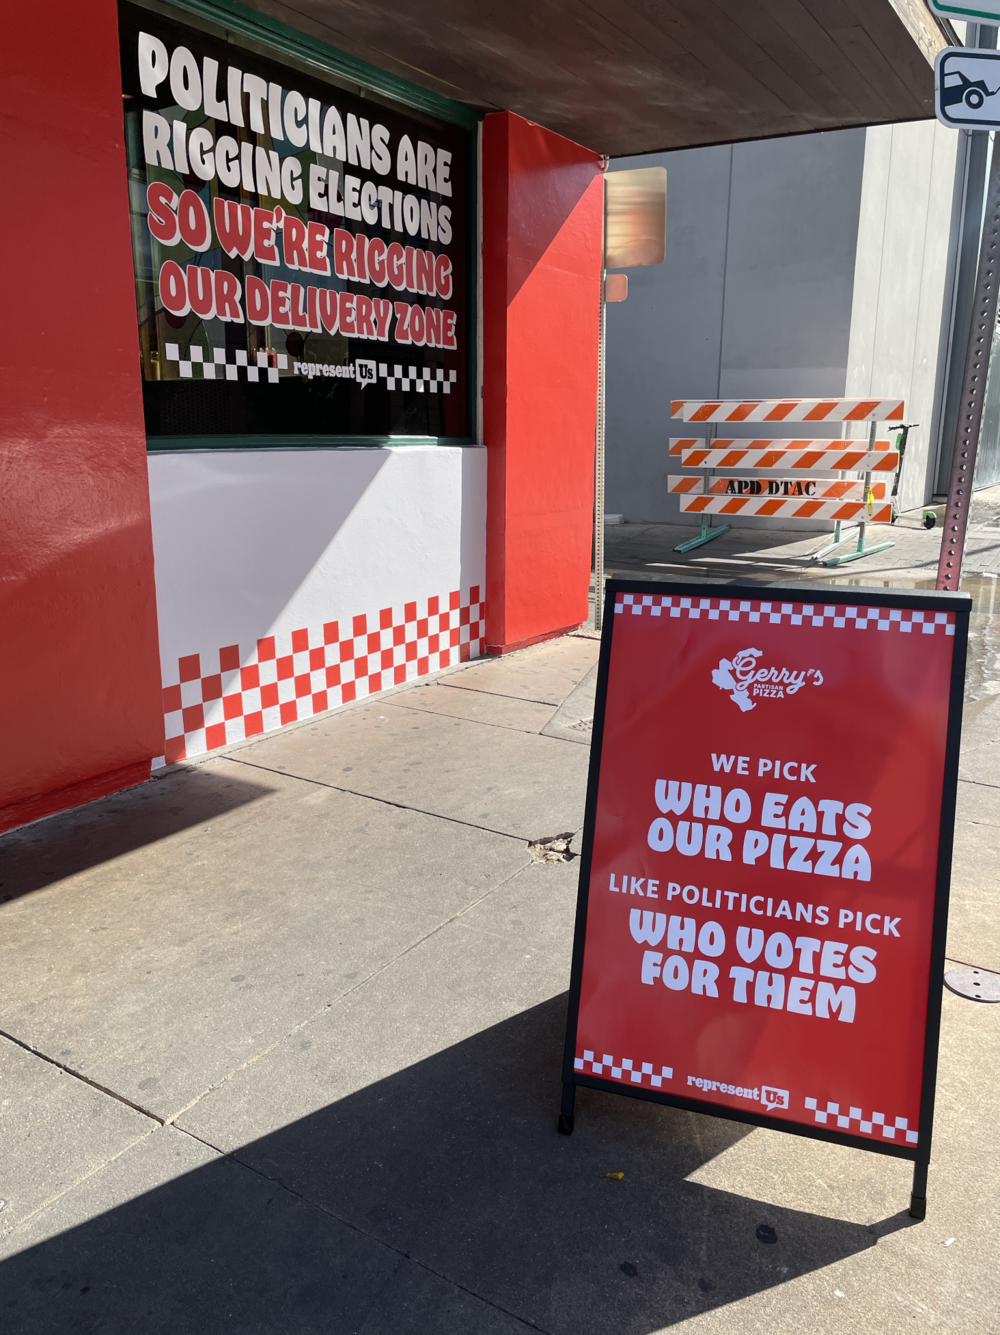 POLITICIANS ARE
RIGGING ELECTIONS
SO WE'RE RIGGING
OUR DELIVERY ZONE
represent Us
APD DTAC
Gerry's
PARTISAN
PIZZA
WE PICK
WHO EATS
OUR PIZZA
LIKE POLITICIANS PICK
WHO VOTES
FOR THEM
represent Us